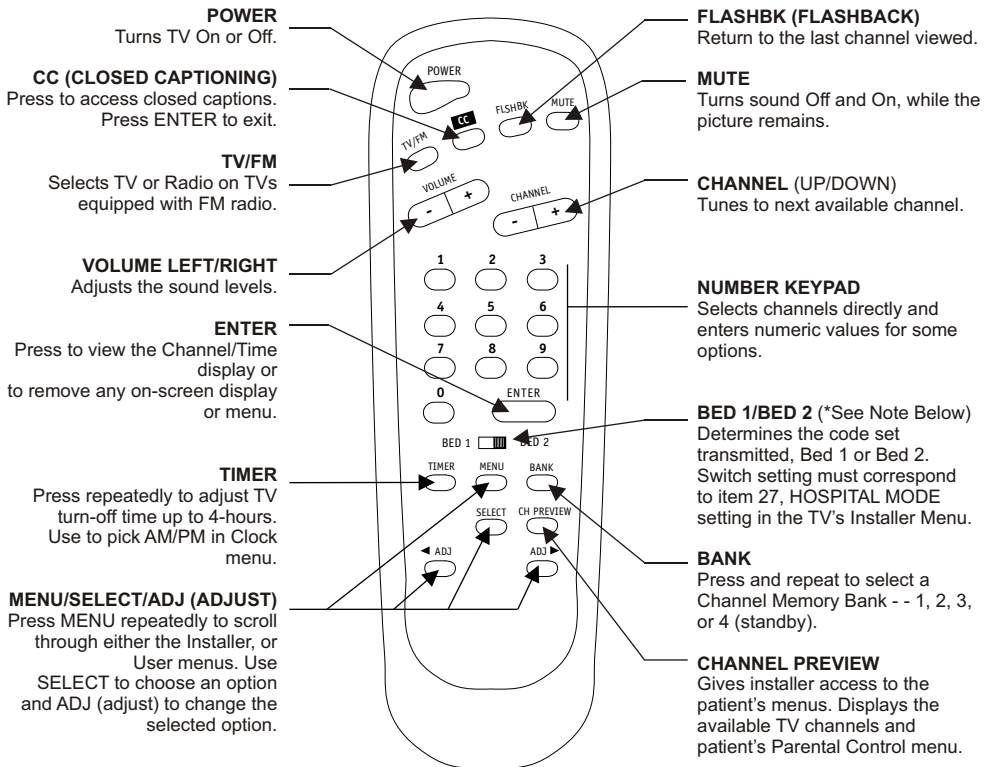 POWER
Turns TV On or Off.
CC (CLOSED CAPTIONING)
Press to access closed captions.
Press ENTER to exit.
TV/FM
Selects TV or Radio on TVs
equipped with FM radio.
VOLUME LEFT/RIGHT
Adjusts the sound levels.
ENTER
Press to view the Channel/Time
display or
to remove any on-screen display
or menu.
TIMER
Press repeatedly to adjust TV
turn-off time up to 4-hours.
Use to pick AM/PM in Clock
menu.
MENU/SELECT/ADJ (ADJUST)
Press MENU repeatedly to scroll
through either the Installer, or
User menus. Use
SELECT to choose an option
and ADJ (adjust) to change the
selected option.
POWER
CC
FLSHBK
MUTE
TV/FM
VOLUME
- +
CHANNEL
- +
1 2 3
4 5 6
7 8 9
0 ENTER
BED 1 BED 2
TIMER MENU BANK
SELECT CH PREVIEW
◄ ADJ ADJ ►
FLASHBK (FLASHBACK)
Return to the last channel viewed.
MUTE
Turns sound Off and On, while the
picture remains.
CHANNEL (UP/DOWN)
Tunes to next available channel.
NUMBER KEYPAD
Selects channels directly and
enters numeric values for some
options.
BED 1/BED 2 (*See Note Below)
Determines the code set
transmitted, Bed 1 or Bed 2.
Switch setting must correspond
to item 27, HOSPITAL MODE
setting in the TV's Installer Menu.
BANK
Press and repeat to select a
Channel Memory Bank - - 1, 2, 3,
or 4 (standby).
CHANNEL PREVIEW
Gives installer access to the
patient's menus. Displays the
available TV channels and
patient's Parental Control menu.